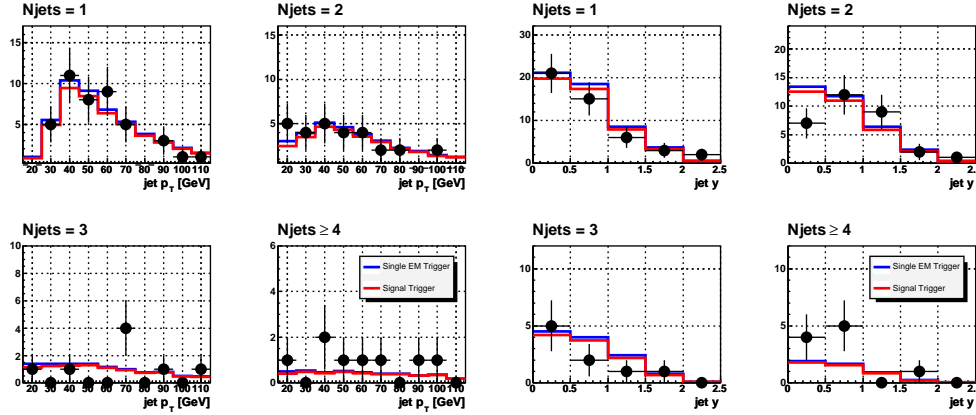 Njets = 1
15
10
5
20 30 40 50 60 70 80 90 100 110
jet pT [GeV]
Njets = 2
15
10
5
20 30 40 50 60 70 80 90 100 110
jet pT [GeV]
Njets = 1
30
20
10
0
0 0.5 1 1.5 2 2.5
jet y
Njets = 2
20
15
10
5
0
0 0.5 1 1.5 2 2.5
jet y
Njets = 3
10
8
6
4
2
0
20 30 40 50 60 70 80 90 100 110
jet pT [GeV]
Njets ≥ 4
6
4
2
0
Single EM Trigger
Signal Trigger
20 30 40 50 60 70 80 90 100 110
jet pT [GeV]
Njets = 3
10
5
0
0 0.5 1 1.5 2 2.5
jet y
Njets ≥ 4
10
5
0
Single EM Trigger
Signal Trigger
0 0.5 1 1.5 2 2.5
jet y